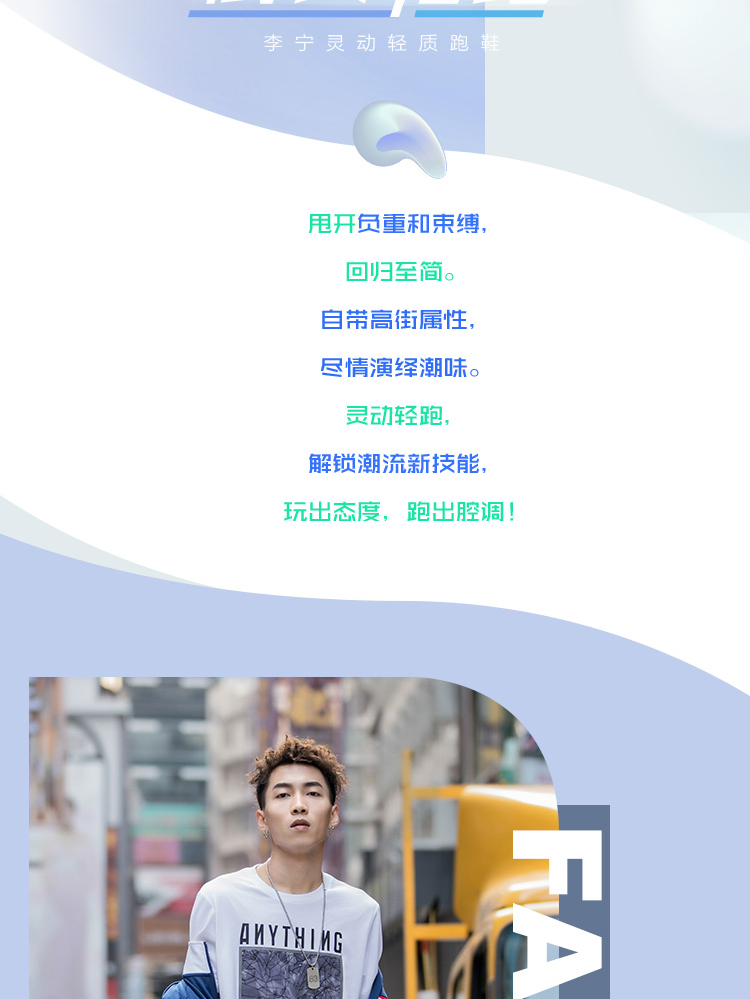 李宁灵动轻质跑鞋
甩开负重和束缚,
回归至简。
自带高街属性,
尽情演绎潮味。
灵动轻跑,
解锁潮流新技能,
玩出态度, 跑出腔调!
FA
ANYTHING